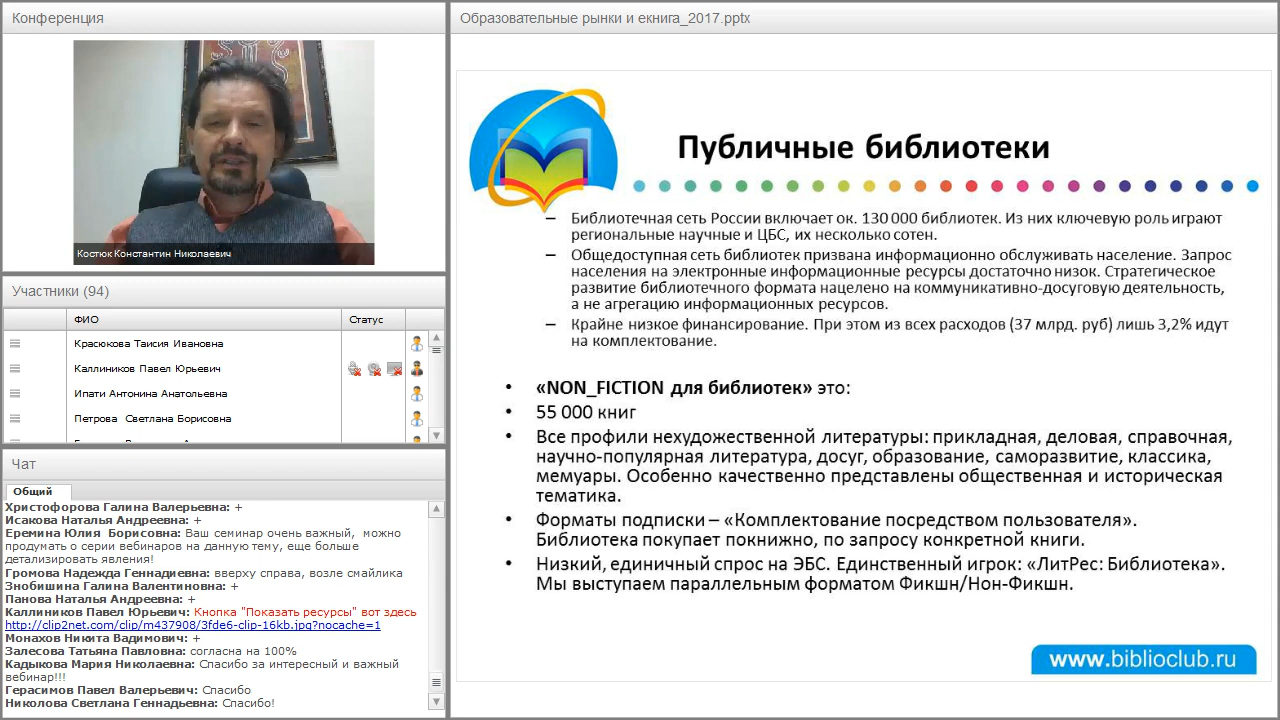 Конференция
Костюк Константин Николаевич
Участники (94)
ФИО
Статус
Красюкова Таисия Ивановна
Каллиников Павел Юрьевич
Ипати Антонина Анатольевна
Петрова Светлана Борисовна
Чат
Общий
Христофорова Галина Валерьевна: +
Исакова Наталья Андреевна: +
Еремина Юлия Борисовна: Ваш семинар очень важный, можно
продумать о серии вебинаров на данную тему, еще больше
детализировать явления!
Громова Надежда Геннадиевна: вверху справа, возле смайлика
Знобишина Галина Валентиновна: +
Панова Наталья Андреевна: +
Каллиников Павел Юрьевич: Кнопка "Показать ресурсы" вот здесь
http://clip2net.com/clip/m437908/3fde6-clip-16kb.jpg?nocache=1
Монахов Никита Вадимович: +
Залесова Татьяна Павловна: согласна на 100%
Кадыкова Мария Николаевна: Спасибо за интересный и важный
вебинар!!!
Герасимов Павел Валерьевич: Спасибо
Николова Светлана Геннадьевна: Спасибо!
Образовательные рынки и екнига_2017.pptx
Публичные библиотеки
– Библиотечная сеть России включает ок. 130 000 библиотек. Из них ключевую роль играют
региональные научные и ЦБС, их несколько сотен.
– Общедоступная сеть библиотек призвана информационно обслуживать население. Запрос
населения на электронные информационные ресурсы достаточно низок. Стратегическое
развитие библиотечного формата нацелено на коммуникативно-досуговую деятельность,
а не агрегацию информационных ресурсов.
– Крайне низкое финансирование. При этом из всех расходов (37 млрд. руб) лишь 3,2% идут
на комплектование.
• «NON_FICTION для библиотек» это:
• 55 000 книг
• Все профили нехудожественной литературы: прикладная, деловая, справочная,
научно-популярная литература, досуг, образование, саморазвитие, классика,
мемуары. Особенно качественно представлены общественная и историческая
тематика.
• Форматы подписки – «Комплектование посредством пользователя».
Библиотека покупает покнижно, по запросу конкретной книги.
• Низкий, единичный спрос на ЭБС. Единственный игрок: «ЛитРес: Библиотека».
Мы выступаем параллельным форматом Фикшн/Нон-Фикшн.
www.biblioclub.ru